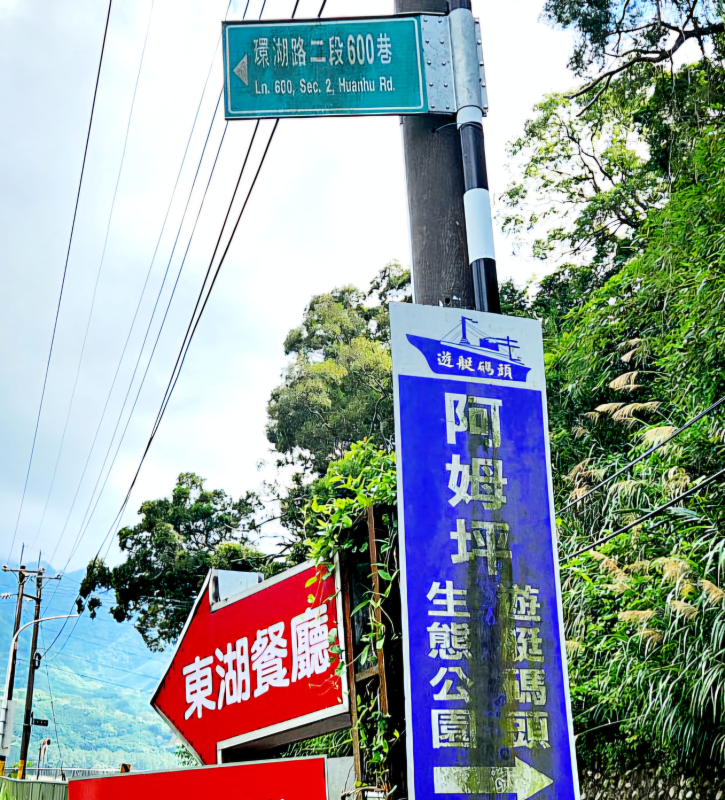 環湖路二段600巷
Ln. 600, Sec. 2, Huanhu Rd.
遊艇碼頭
阿姆坪
生態公園
遊艇碼頭
東湖餐廳